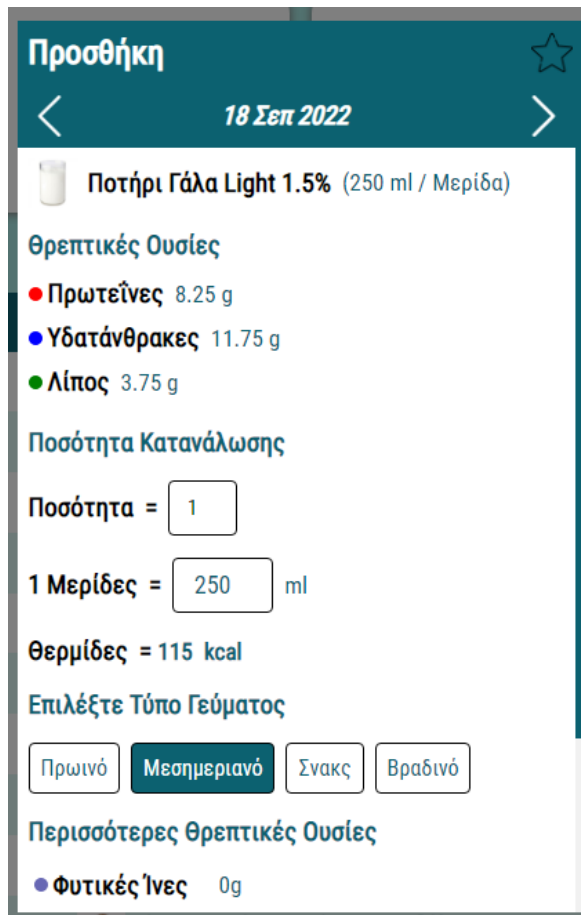 Προσθήκη
18 Σεπ 2022
Ποτήρι Γάλα Light 1.5% (250 ml / Μερίδα)
Θρεπτικές Ουσίες
Πρωτεΐνες 8.25 g
Υδατάνθρακες 11.75 g
Λίπος 3.75 g
Ποσότητα Κατανάλωσης
Ποσότητα = 1
1 Μερίδες = 250 ml
Θερμίδες = 115 kcal
Επιλέξτε Τύπο Γεύματος
Πρωινό Μεσημεριανό Σνακς Βραδινό
Περισσότερες Θρεπτικές Ουσίες
Φυτικές Ίνες 0g